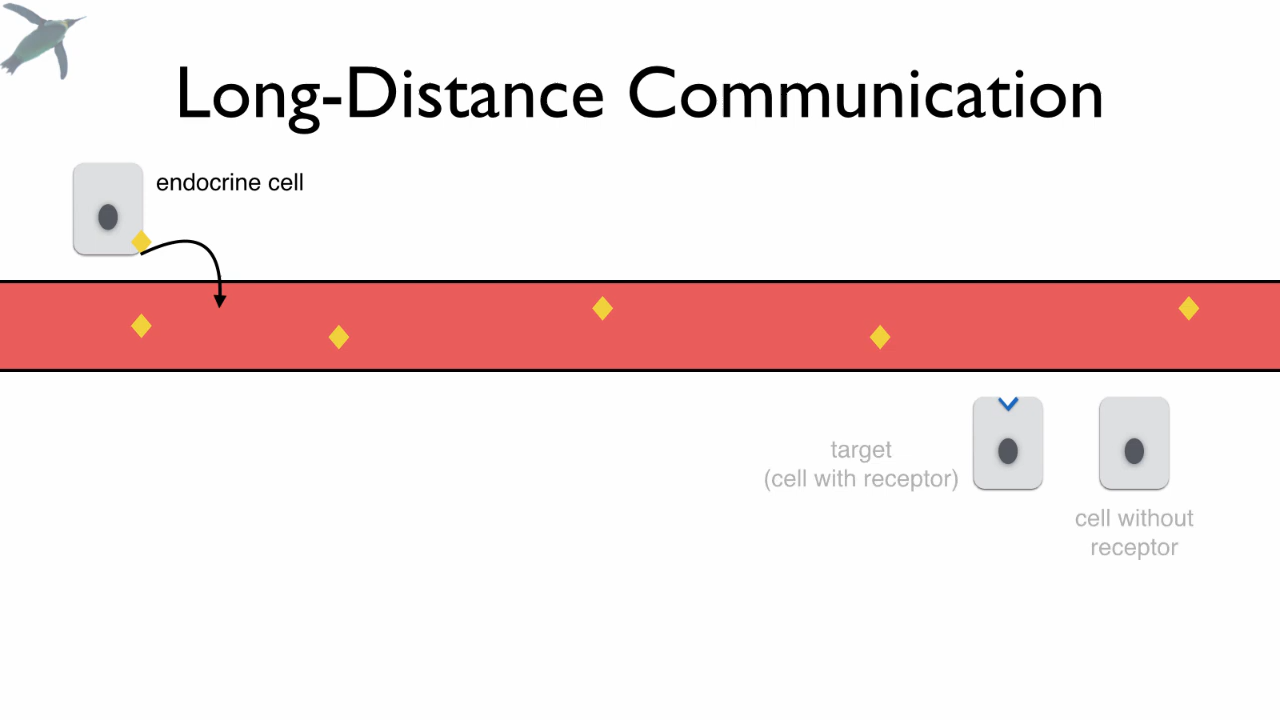 Long-Distance Communication
endocrine cell
target
(cell with receptor)
cell without
receptor